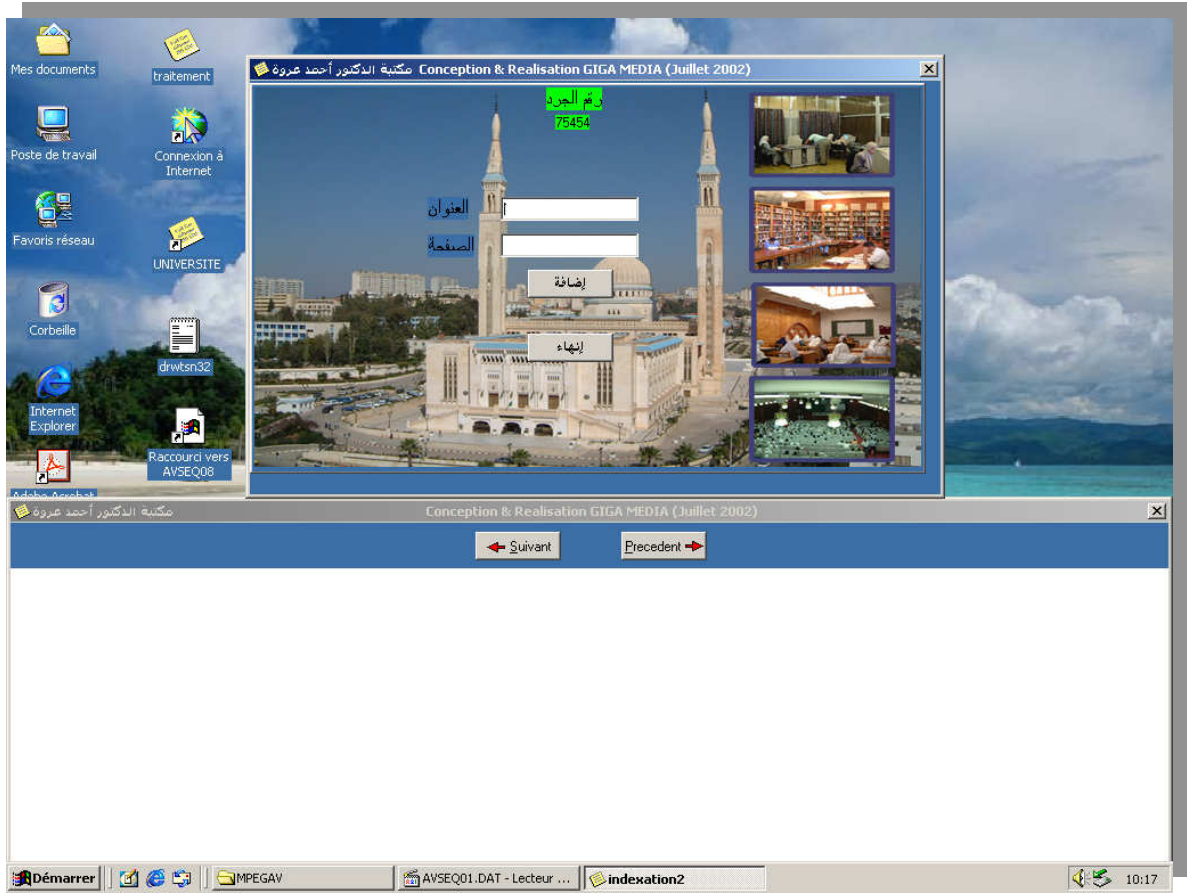 Mes documents
traitement
Poste de travail
Connexion à
Internet
Favoris réseau
UNIVERSITE
Corbeille
drwtsn32
Internet
Explorer
Raccourci vers
AVSEQ08
Adobe Acrobat
مكتبة الدكتور أحمد عروة Conception & Realisation GIGA MEDIA (Juillet 2002)
رقم الجرد
75454
العنوان
الصفحة
إضافة
إنهاء
مكتبة الدكتور أحمد عروة Conception & Realisation GIGA MEDIA (Juillet 2002)
Suivant
Precedent
Démarrer
MPEGAV
AVSEQ01.DAT - Lecteur ...
indexation2
10:17